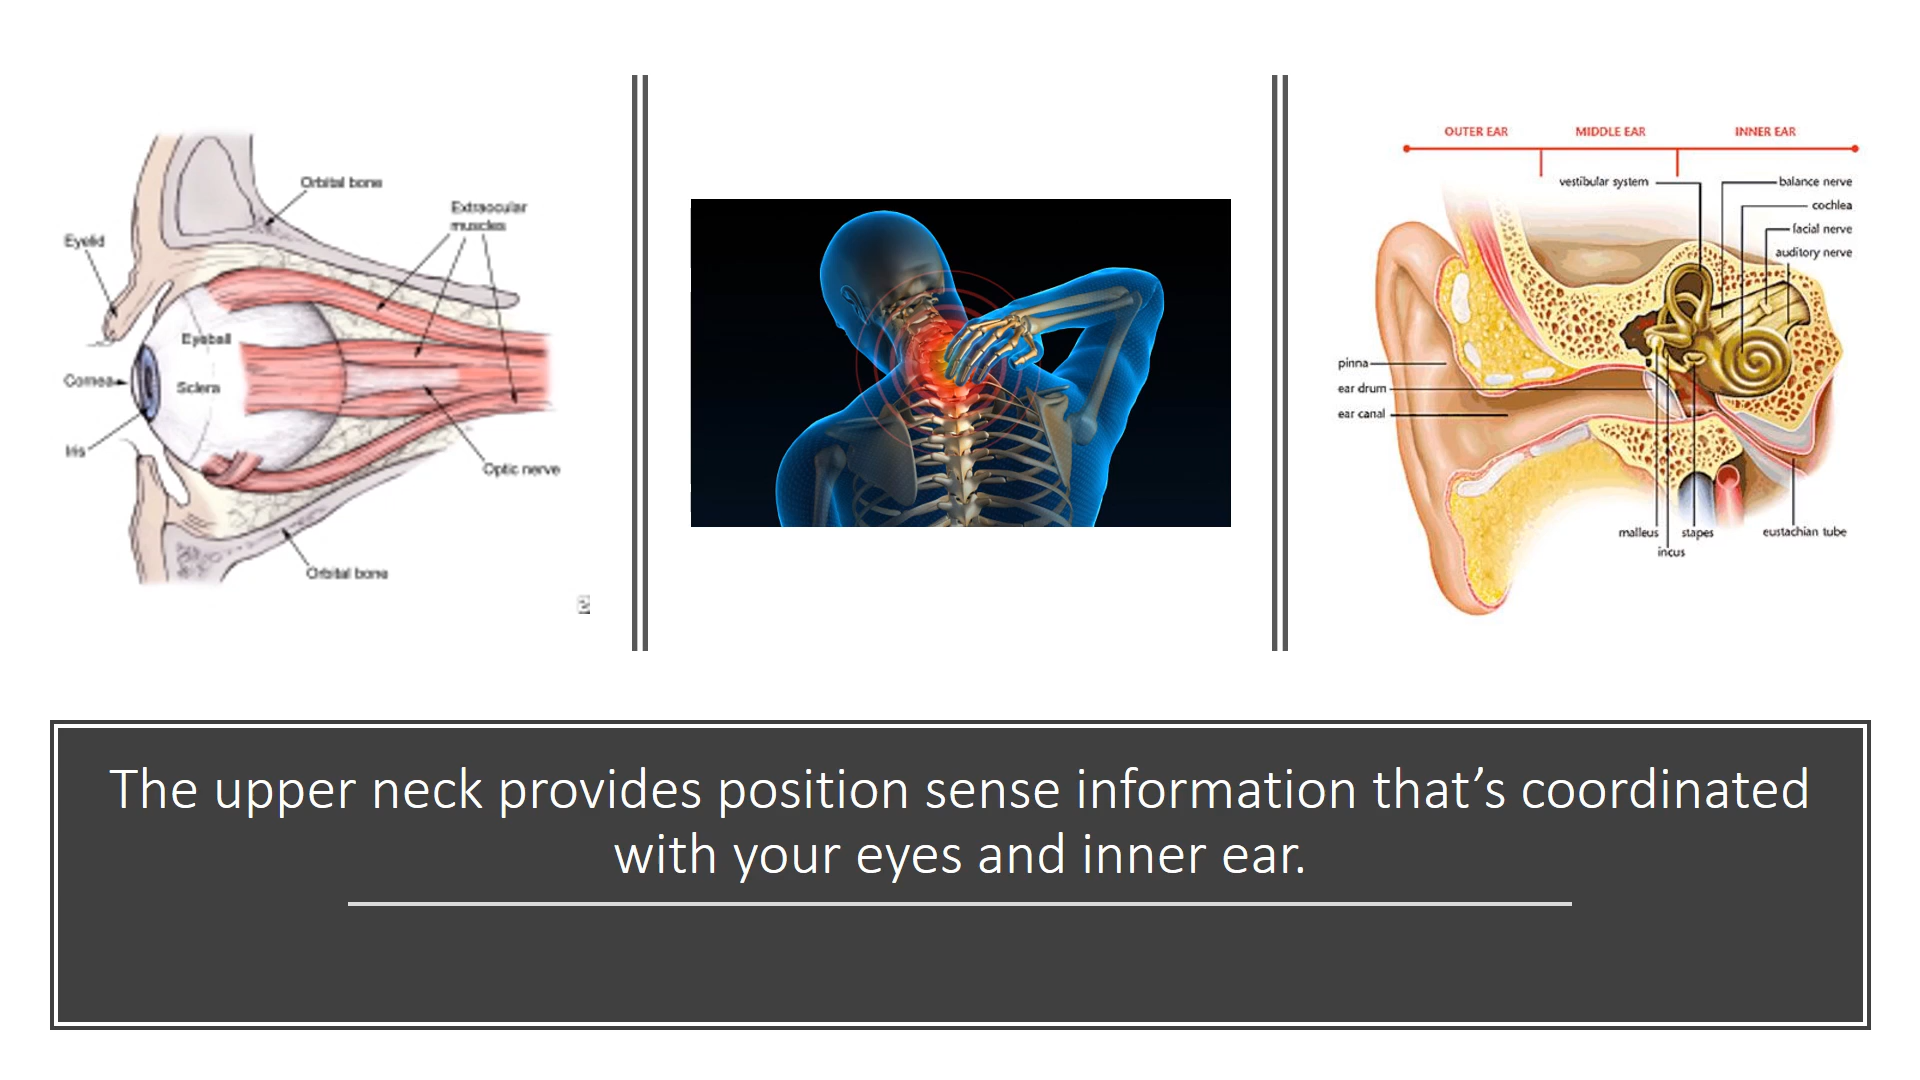 Orbital bone
Extraocular
muscles
Eyelid
Eyeball
Cornea
Sclera
Iris
Optic nerve
Orbital bone
OUTER EAR
MIDDLE EAR
INNER EAR
vestibular system
balance nerve
cochlea
facial nerve
auditory nerve
pinna
ear drum
ear canal
malleus
stapes
incus
eustachian tube
The upper neck provides position sense information that’s coordinated
with your eyes and inner ear.